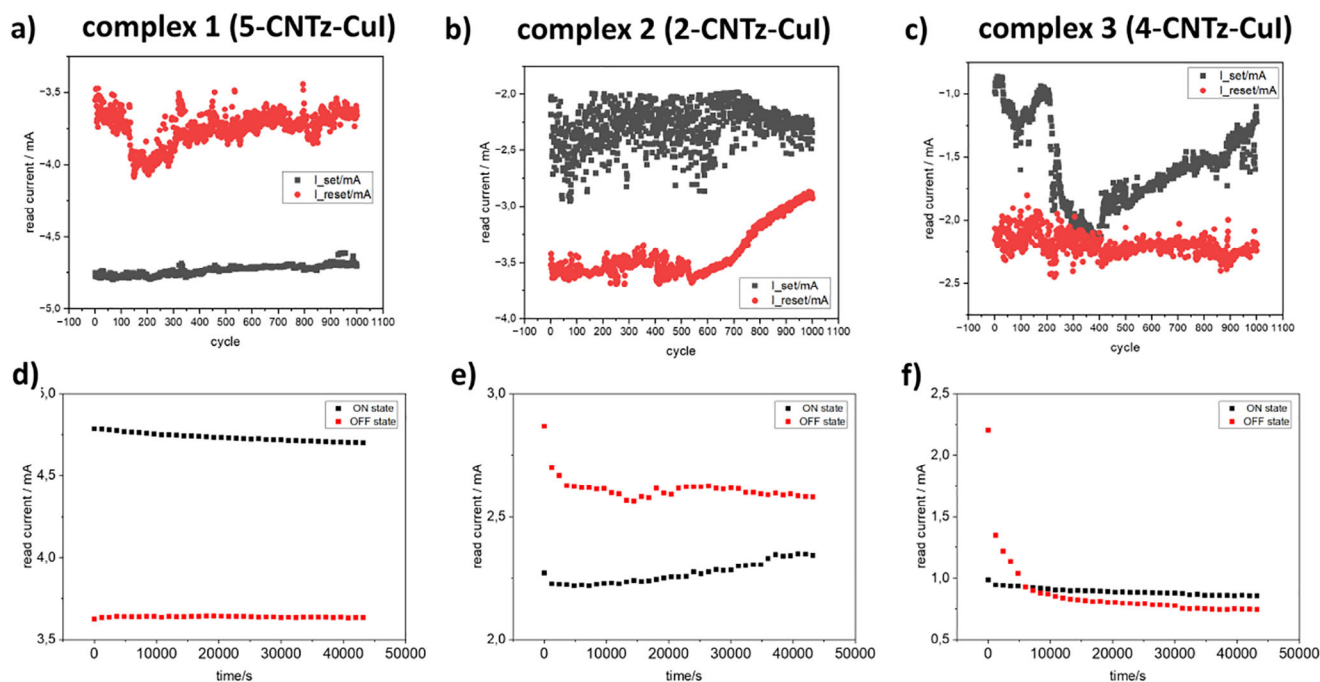 a) complex 1 (5-CNTz-CuI)
b) complex 2 (2-CNTz-CuI)
c) complex 3 (4-CNTz-CuI)
read current / mA
−3,5
−4,0
−4,5
−5,0
I_set/mA
I_reset/mA
−100 0 100 200 300 400 500 600 700 800 900 1000 1100
cycle
read current / mA
−2,0
−2,5
−3,0
−3,5
−4,0
I_set/mA
I_reset/mA
−100 0 100 200 300 400 500 600 700 800 900 1000 1100
cycle
read current / mA
−1,0
−1,5
−2,0
−2,5
I_set/mA
I_reset/mA
−100 0 100 200 300 400 500 600 700 800 900 1000 1100
cycle
d)
read current / mA
5,0
4,5
4,0
3,5
ON state
OFF state
0 10000 20000 30000 40000 50000
time/s
e)
read current / mA
3,0
2,5
2,0
ON state
OFF state
0 10000 20000 30000 40000 50000
time/s
f)
read current / mA
2,5
2,0
1,5
1,0
0,5
ON state
OFF state
0 10000 20000 30000 40000 50000
time/s